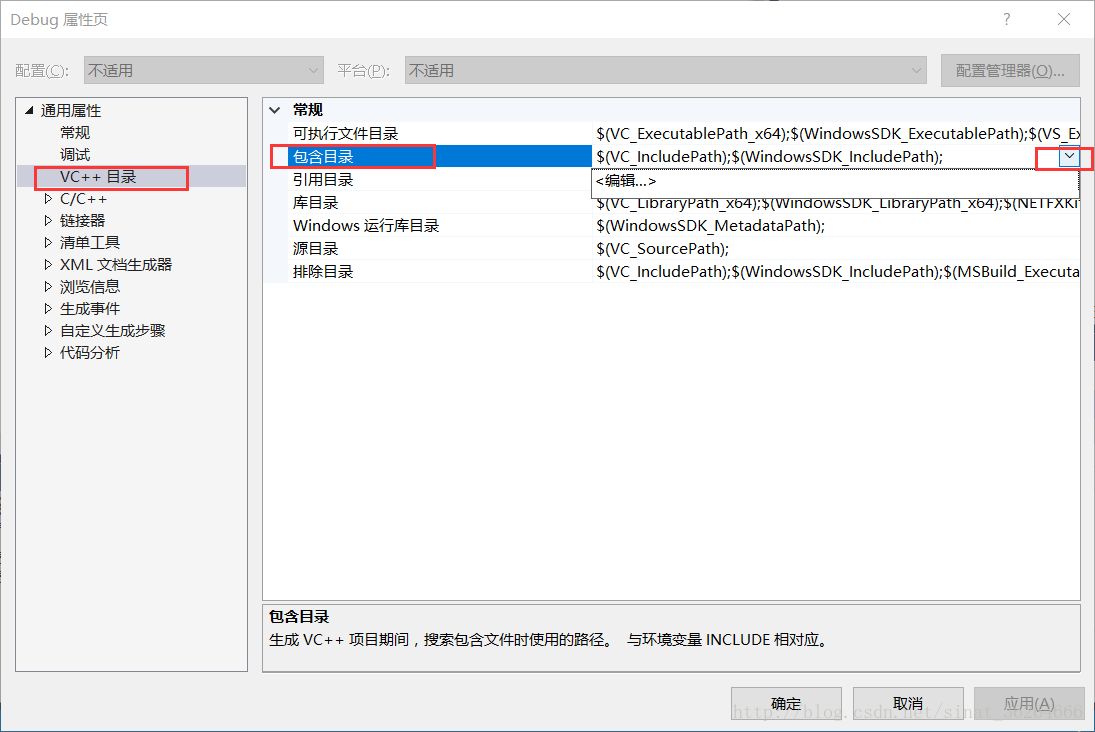 Debug 属性页
配置(C): 不适用 平台(P): 不适用 配置管理器(O)...
通用属性
常规
调试
VC++ 目录
C/C++
链接器
清单工具
XML 文档生成器
浏览信息
生成事件
自定义生成步骤
代码分析
常规
可执行文件目录 $(VC_ExecutablePath_x64);$(WindowsSDK_ExecutablePath);$(VS_Ex
包含目录 $(VC_IncludePath);$(WindowsSDK_IncludePath);
引用目录 <编辑...>
库目录 $(VC_LibraryPath_x64);$(WindowsSDK_LibraryPath_x64);$(NETFXKi
Windows 运行库目录 $(WindowsSDK_MetadataPath);
源目录 $(VC_SourcePath);
排除目录 $(VC_IncludePath);$(WindowsSDK_IncludePath);$(MSBuild_Executa
包含目录
生成 VC++ 项目期间，搜索包含文件时使用的路径。 与环境变量 INCLUDE 相对应。
确定 取消 应用(A)